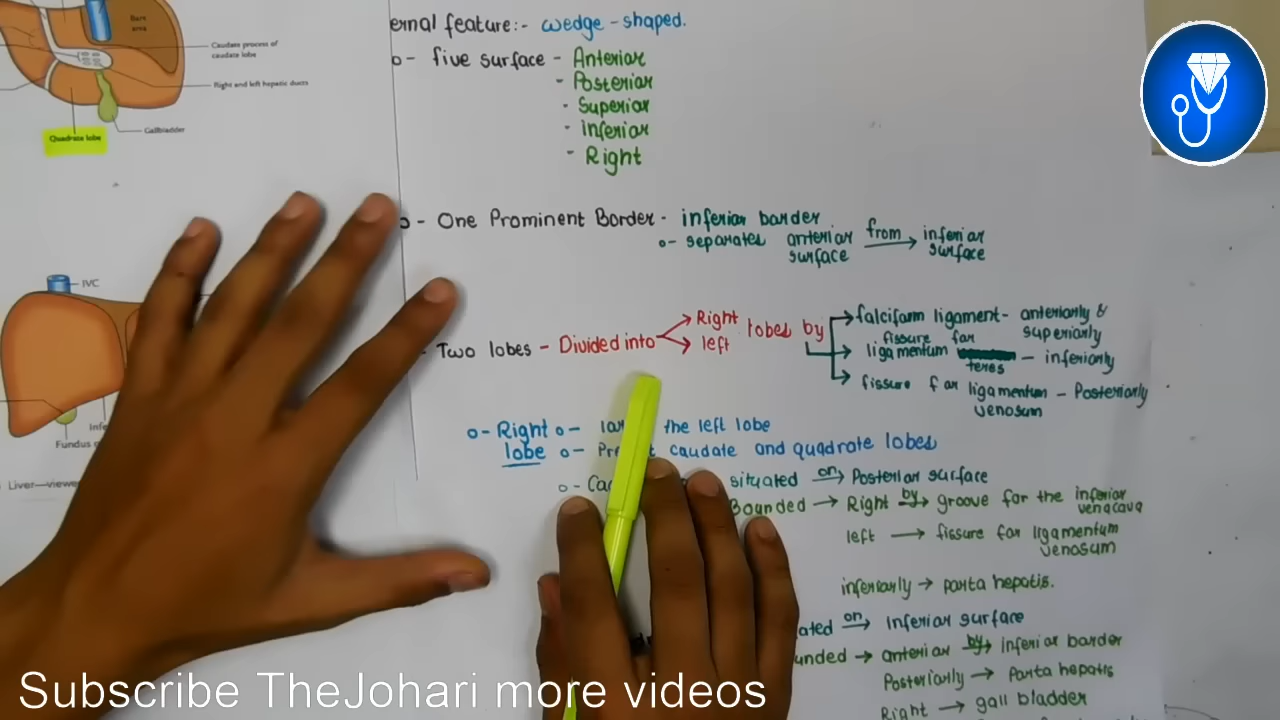 Bare
area
Caudate process of
caudate lobe
Right and left hepatic ducts
Gallbladder
Quadrate lobe
IVC
Fundus
Liver—viewe
ernal feature:- wedge-shaped.
o- five surface - Anterior
- Posterior
- Superior
- Inferior
- Right
o- One Prominent Border - inferior border
o- separates anterior surface from → inferior surface
- Two lobes - Divided into → Right
→ left
lobes by
→ falciform ligament - anteriorly & superiorly
→ fissure for ligamentum teres - inferiorly
→ fissure for ligamentum venosum - Posteriorly
o- Right lobe o- the left lobe
o- caudate and quadrate lobes
o- situated on → Posterior surface
Bounded → Right by → groove for the inferior venacava
left → fissure for ligamentum venosum
inferiorly → porta hepatis.
ated on → Inferior surface
unded → anterior by → inferior border
Posteriorly → Porta hepatis
Right → gall bladder
Subscribe TheJohari more videos